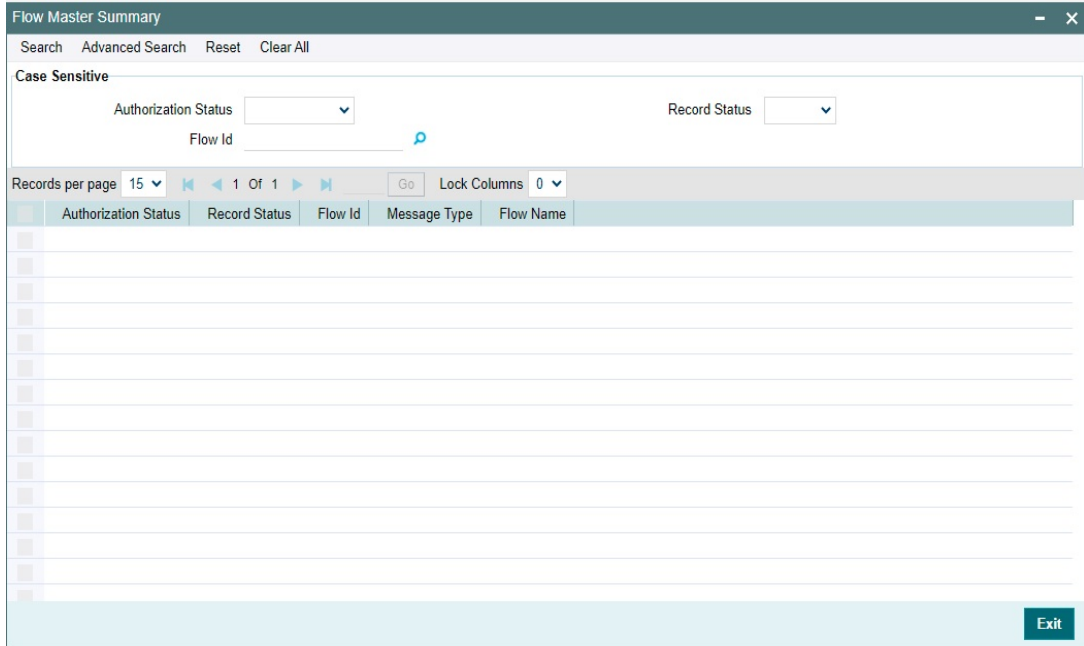 Flow Master Summary
Search Advanced Search Reset Clear All
Case Sensitive
Authorization Status Record Status
Flow Id
Records per page 15 1 Of 1 Go Lock Columns 0
Authorization Status Record Status Flow Id Message Type Flow Name
Exit